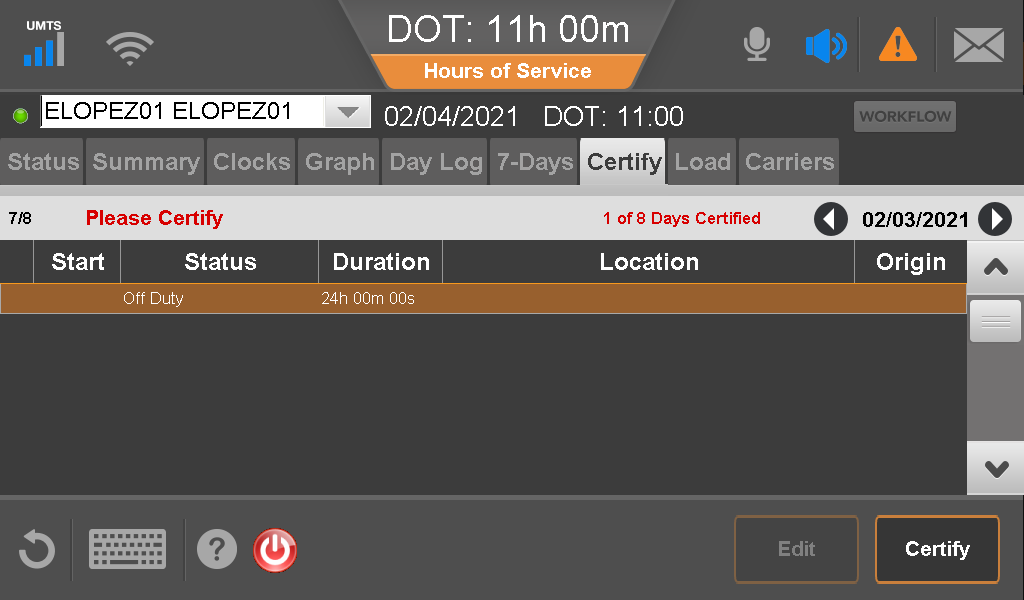 UMTS
DOT: 11h 00m
Hours of Service
ELOPEZ01 ELOPEZ01 02/04/2021 DOT: 11:00 WORKFLOW
Status Summary Clocks Graph Day Log 7-Days Certify Load Carriers
7/8 Please Certify 1 of 8 Days Certified 02/03/2021
Start Status Duration Location Origin
Off Duty 24h 00m 00s
?
Edit Certify